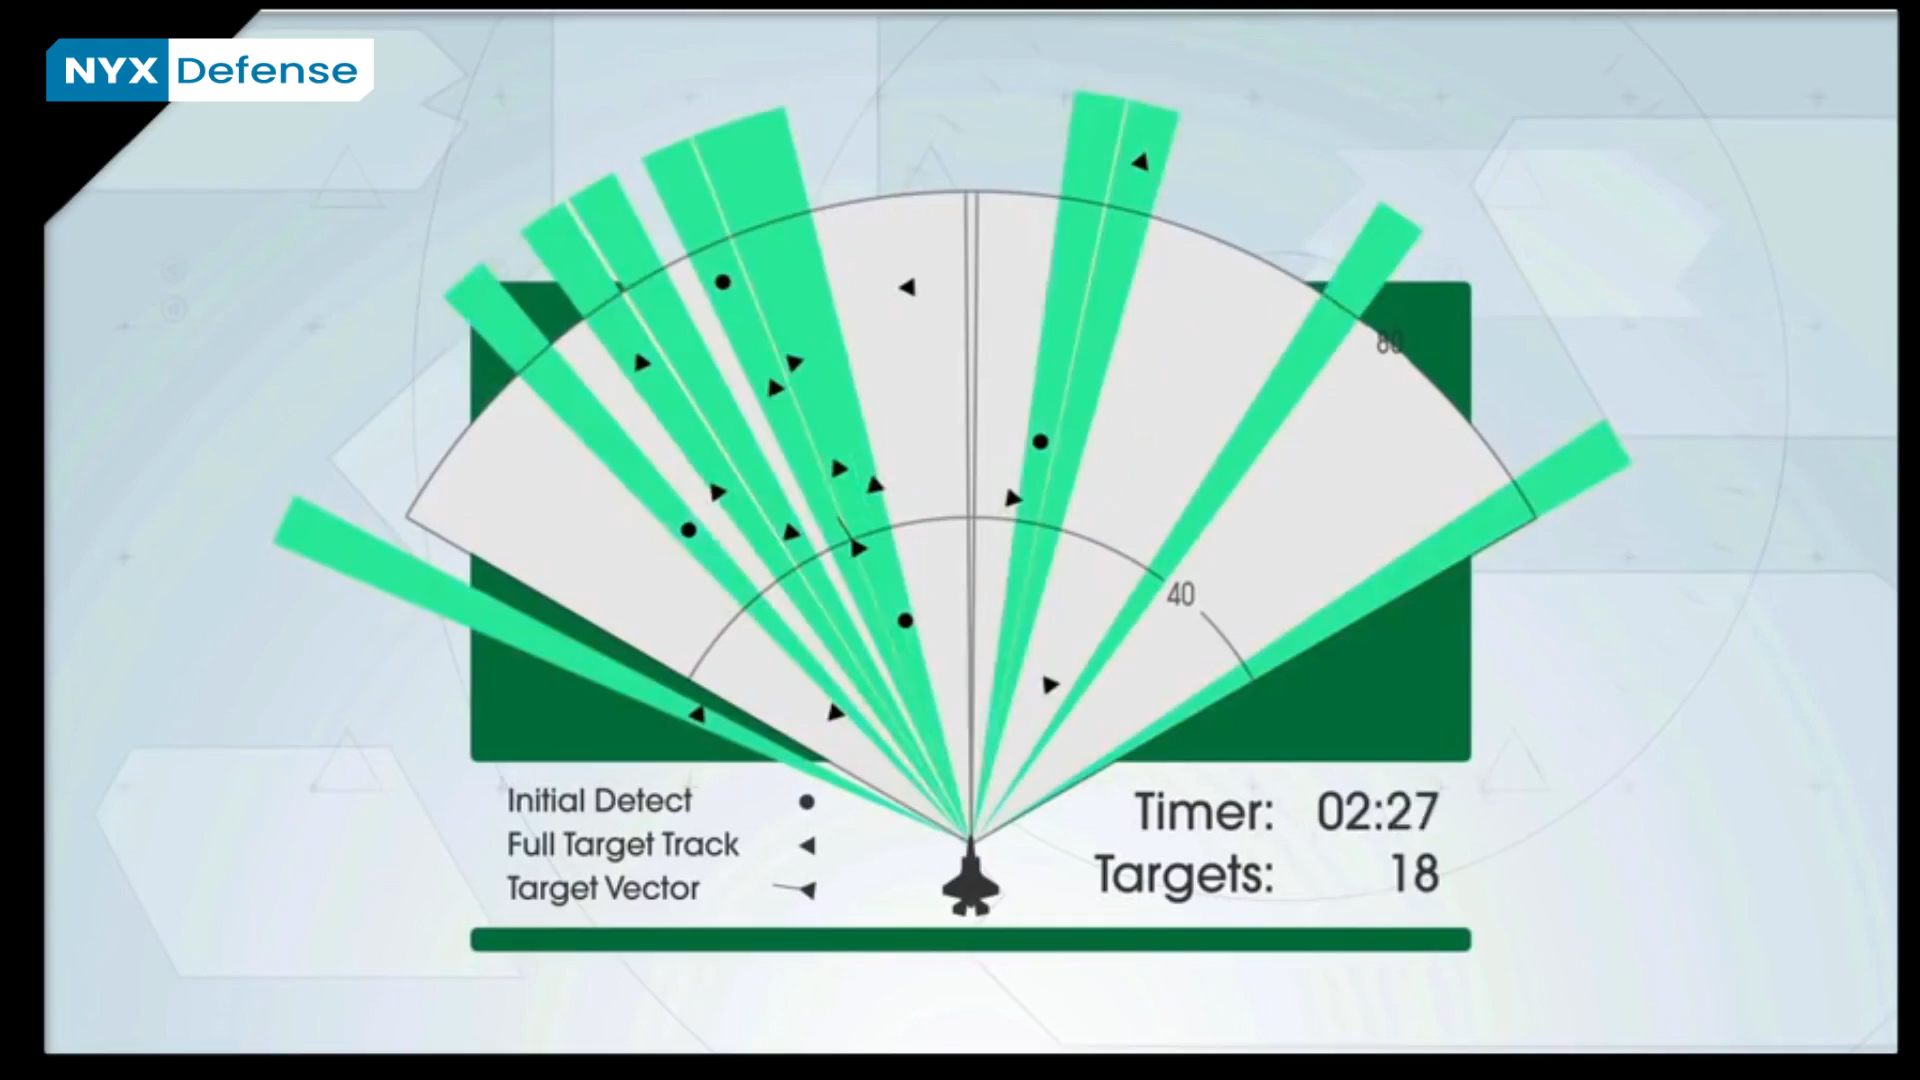 NYX Defense
80
40
Initial Detect
Full Target Track
Target Vector
Timer: 02:27
Targets: 18